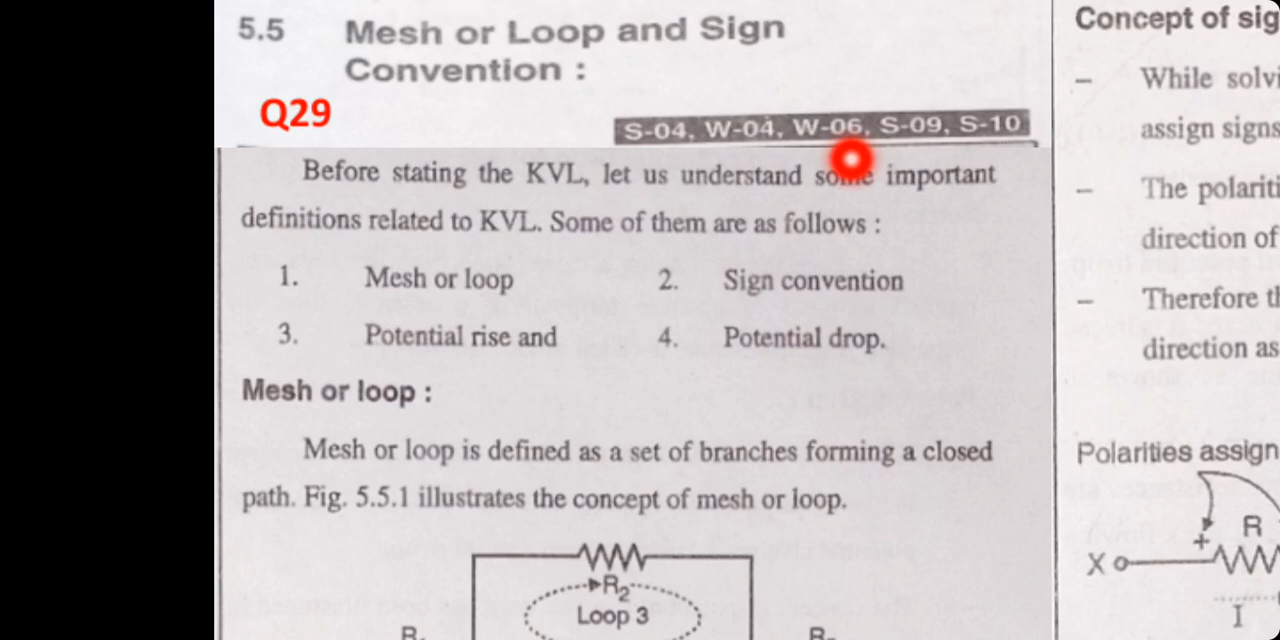 5.5 Mesh or Loop and Sign
Convention :
Q29
S-04, W-04, W-06, S-09, S-10
Before stating the KVL, let us understand some important
definitions related to KVL. Some of them are as follows :
1. Mesh or loop 2. Sign convention
3. Potential rise and 4. Potential drop.
Mesh or loop :
Mesh or loop is defined as a set of branches forming a closed
path. Fig. 5.5.1 illustrates the concept of mesh or loop.
R2
Loop 3
Concept of sig
– While solvi
assign signs
– The polariti
direction of
– Therefore th
direction as
Polarities assign
+ R
X
I